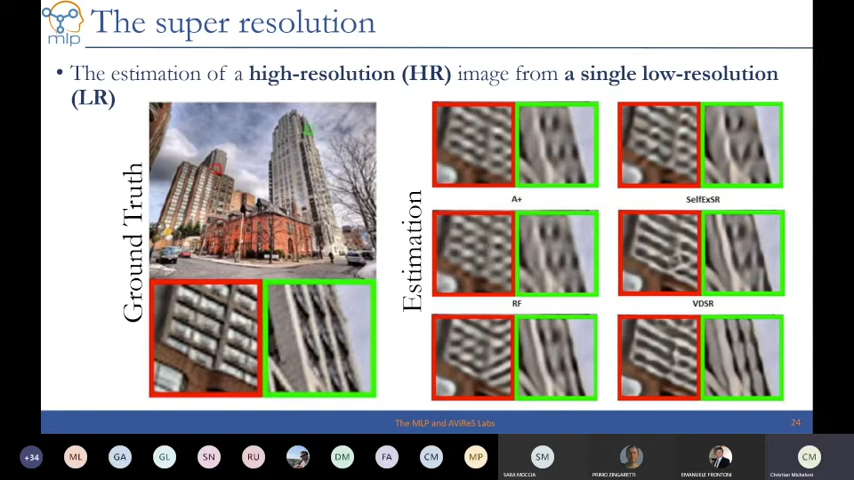 mlp
The super resolution
• The estimation of a high-resolution (HR) image from a single low-resolution
(LR)
Ground Truth
Estimation
A+
SelfExSR
RF
VDSR
The MLP and AViReS Labs
24
+34
ML
GA
GL
SN
RU
DM
FA
CM
MP
SM
CM
SARA MOCCIA
PRIMO ZINGARETTI
EMANUELE FRONTONI
Christian Micheloni